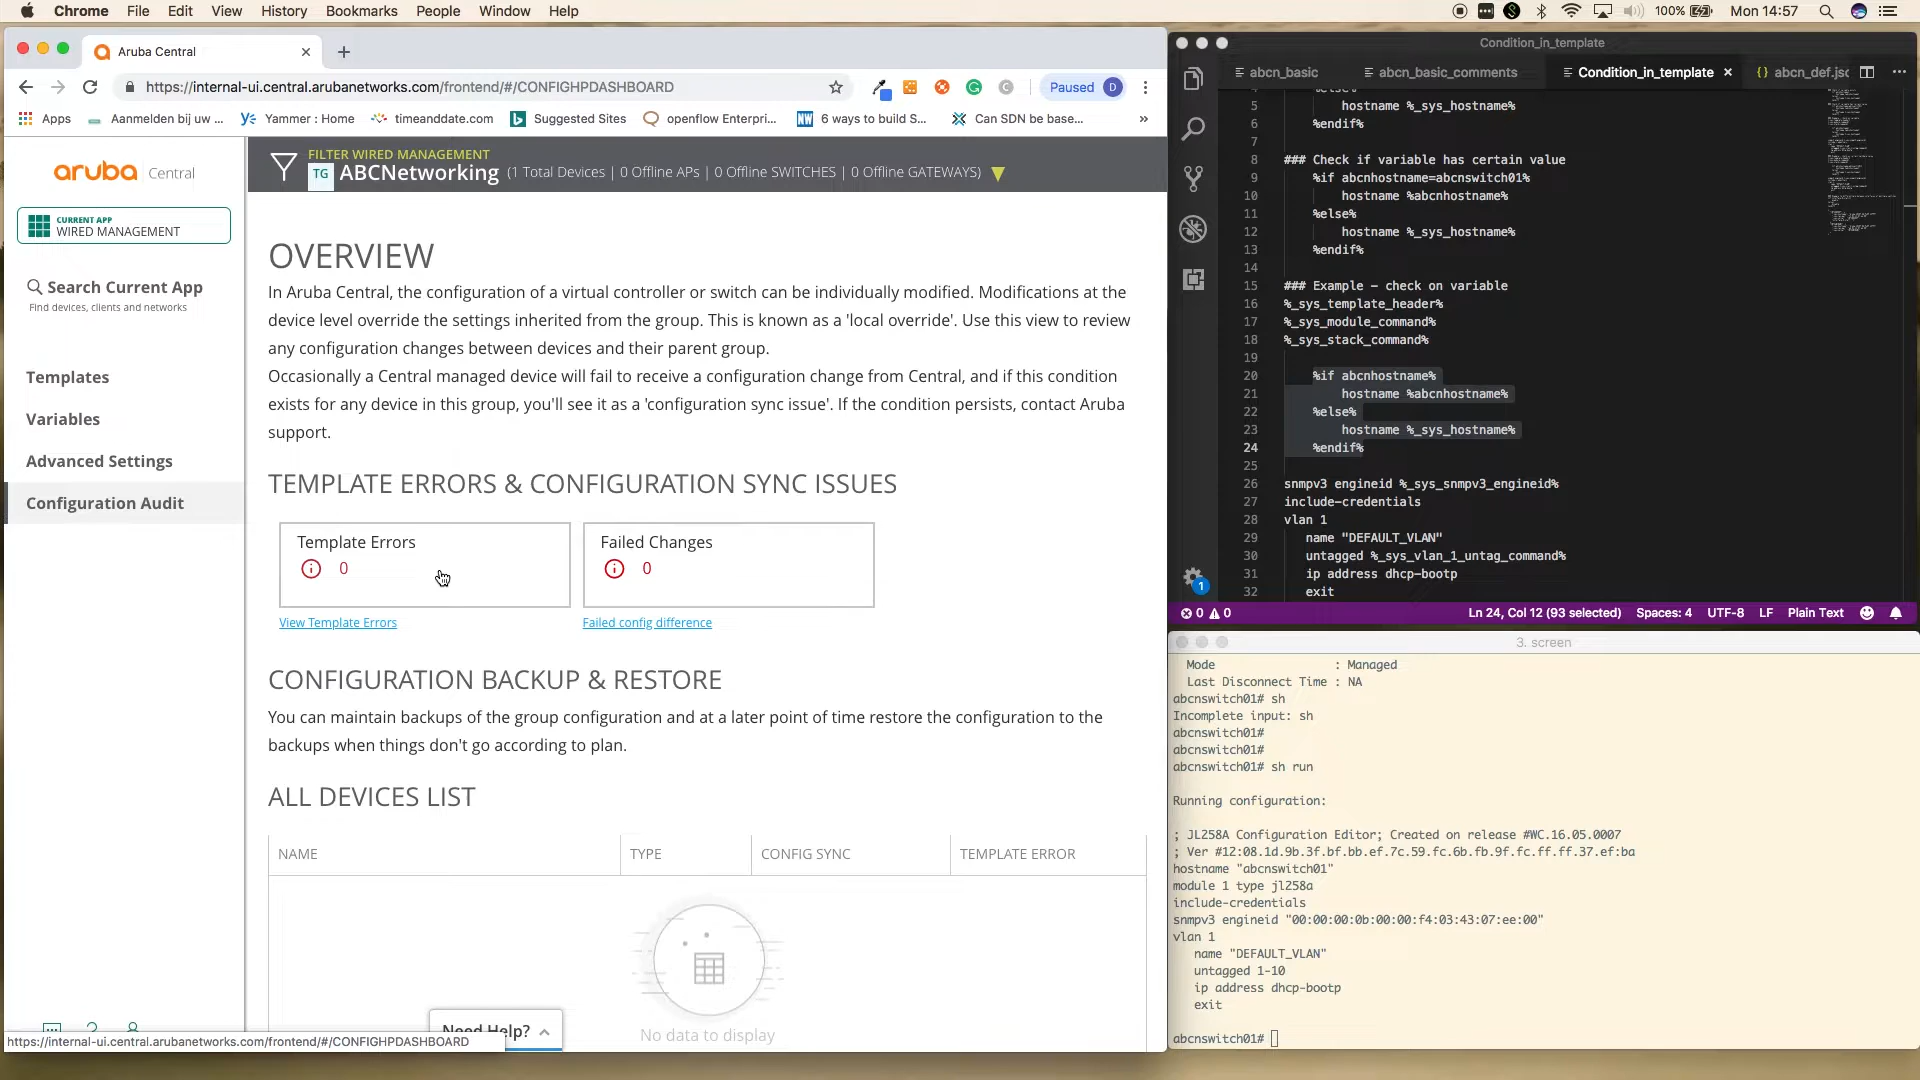 Chrome File Edit View History Bookmarks People Window Help
100% Mon 14:57
Aruba Central
https://internal-ui.central.arubanetworks.com/frontend/#/CONFIGHPDASHBOARD
Paused D
Apps Aanmelden bij uw ... Yammer : Home timeanddate.com Suggested Sites openflow Enterpri... NW 6 ways to build S... Can SDN be base... »
aruba Central
CURRENT APP
WIRED MANAGEMENT
Search Current App
Find devices, clients and networks
Templates
Variables
Advanced Settings
Configuration Audit
FILTER WIRED MANAGEMENT
TG ABCNetworking (1 Total Devices | 0 Offline APs | 0 Offline SWITCHES | 0 Offline GATEWAYS)
OVERVIEW
In Aruba Central, the configuration of a virtual controller or switch can be individually modified. Modifications at the
device level override the settings inherited from the group. This is known as a 'local override'. Use this view to review
any configuration changes between devices and their parent group.
Occasionally a Central managed device will fail to receive a configuration change from Central, and if this condition
exists for any device in this group, you'll see it as a 'configuration sync issue'. If the condition persists, contact Aruba
support.
TEMPLATE ERRORS & CONFIGURATION SYNC ISSUES
Template Errors
0
View Template Errors
Failed Changes
0
Failed config difference
CONFIGURATION BACKUP & RESTORE
You can maintain backups of the group configuration and at a later point of time restore the configuration to the
backups when things don't go according to plan.
ALL DEVICES LIST
NAME TYPE CONFIG SYNC TEMPLATE ERROR
No data to display
Need Help?
https://internal-ui.central.arubanetworks.com/frontend/#/CONFIGHPDASHBOARD
Condition_in_template
abcn_basic abcn_basic_comments Condition_in_template × {} abcn_def.jsc
5 hostname %_sys_hostname%
6 %endif%
7
8 ### Check if variable has certain value
9 %if abcnhostname=abcnswitch01%
10 hostname %abcnhostname%
11 %else%
12 hostname %_sys_hostname%
13 %endif%
14
15 ### Example – check on variable
16 %_sys_template_header%
17 %_sys_module_command%
18 %_sys_stack_command%
19
20 %if abcnhostname%
21 hostname %abcnhostname%
22 %else%
23 hostname %_sys_hostname%
24 %endif%
25
26 snmpv3 engineid %_sys_snmpv3_engineid%
27 include-credentials
28 vlan 1
29 name "DEFAULT_VLAN"
30 untagged %_sys_vlan_1_untag_command%
31 ip address dhcp-bootp
32 exit
1
0 0 Ln 24, Col 12 (93 selected) Spaces: 4 UTF-8 LF Plain Text
3. screen
Mode : Managed
Last Disconnect Time : NA
abcnswitch01# sh
Incomplete input: sh
abcnswitch01#
abcnswitch01#
abcnswitch01# sh run
Running configuration:
; JL258A Configuration Editor; Created on release #WC.16.05.0007
; Ver #12:08.1d.9b.3f.bf.bb.ef.7c.59.fc.6b.fb.9f.fc.ff.ff.37.ef:ba
hostname "abcnswitch01"
module 1 type jl258a
include-credentials
snmpv3 engineid "00:00:00:0b:00:00:f4:03:43:07:ee:00"
vlan 1
name "DEFAULT_VLAN"
untagged 1-10
ip address dhcp-bootp
exit
abcnswitch01#